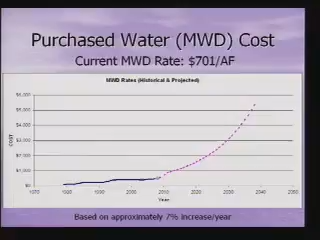 Purchased Water (MWD) Cost
Current MWD Rate: $701/AF
MWD Rates (Historical & Projected)
$6,000
$5,000
$4,000
$3,000
$2,000
$1,000
$0
COST
1970 1980 1990 2000 2010 2020 2030 2040 2050
Year
Based on approximately 7% increase/year